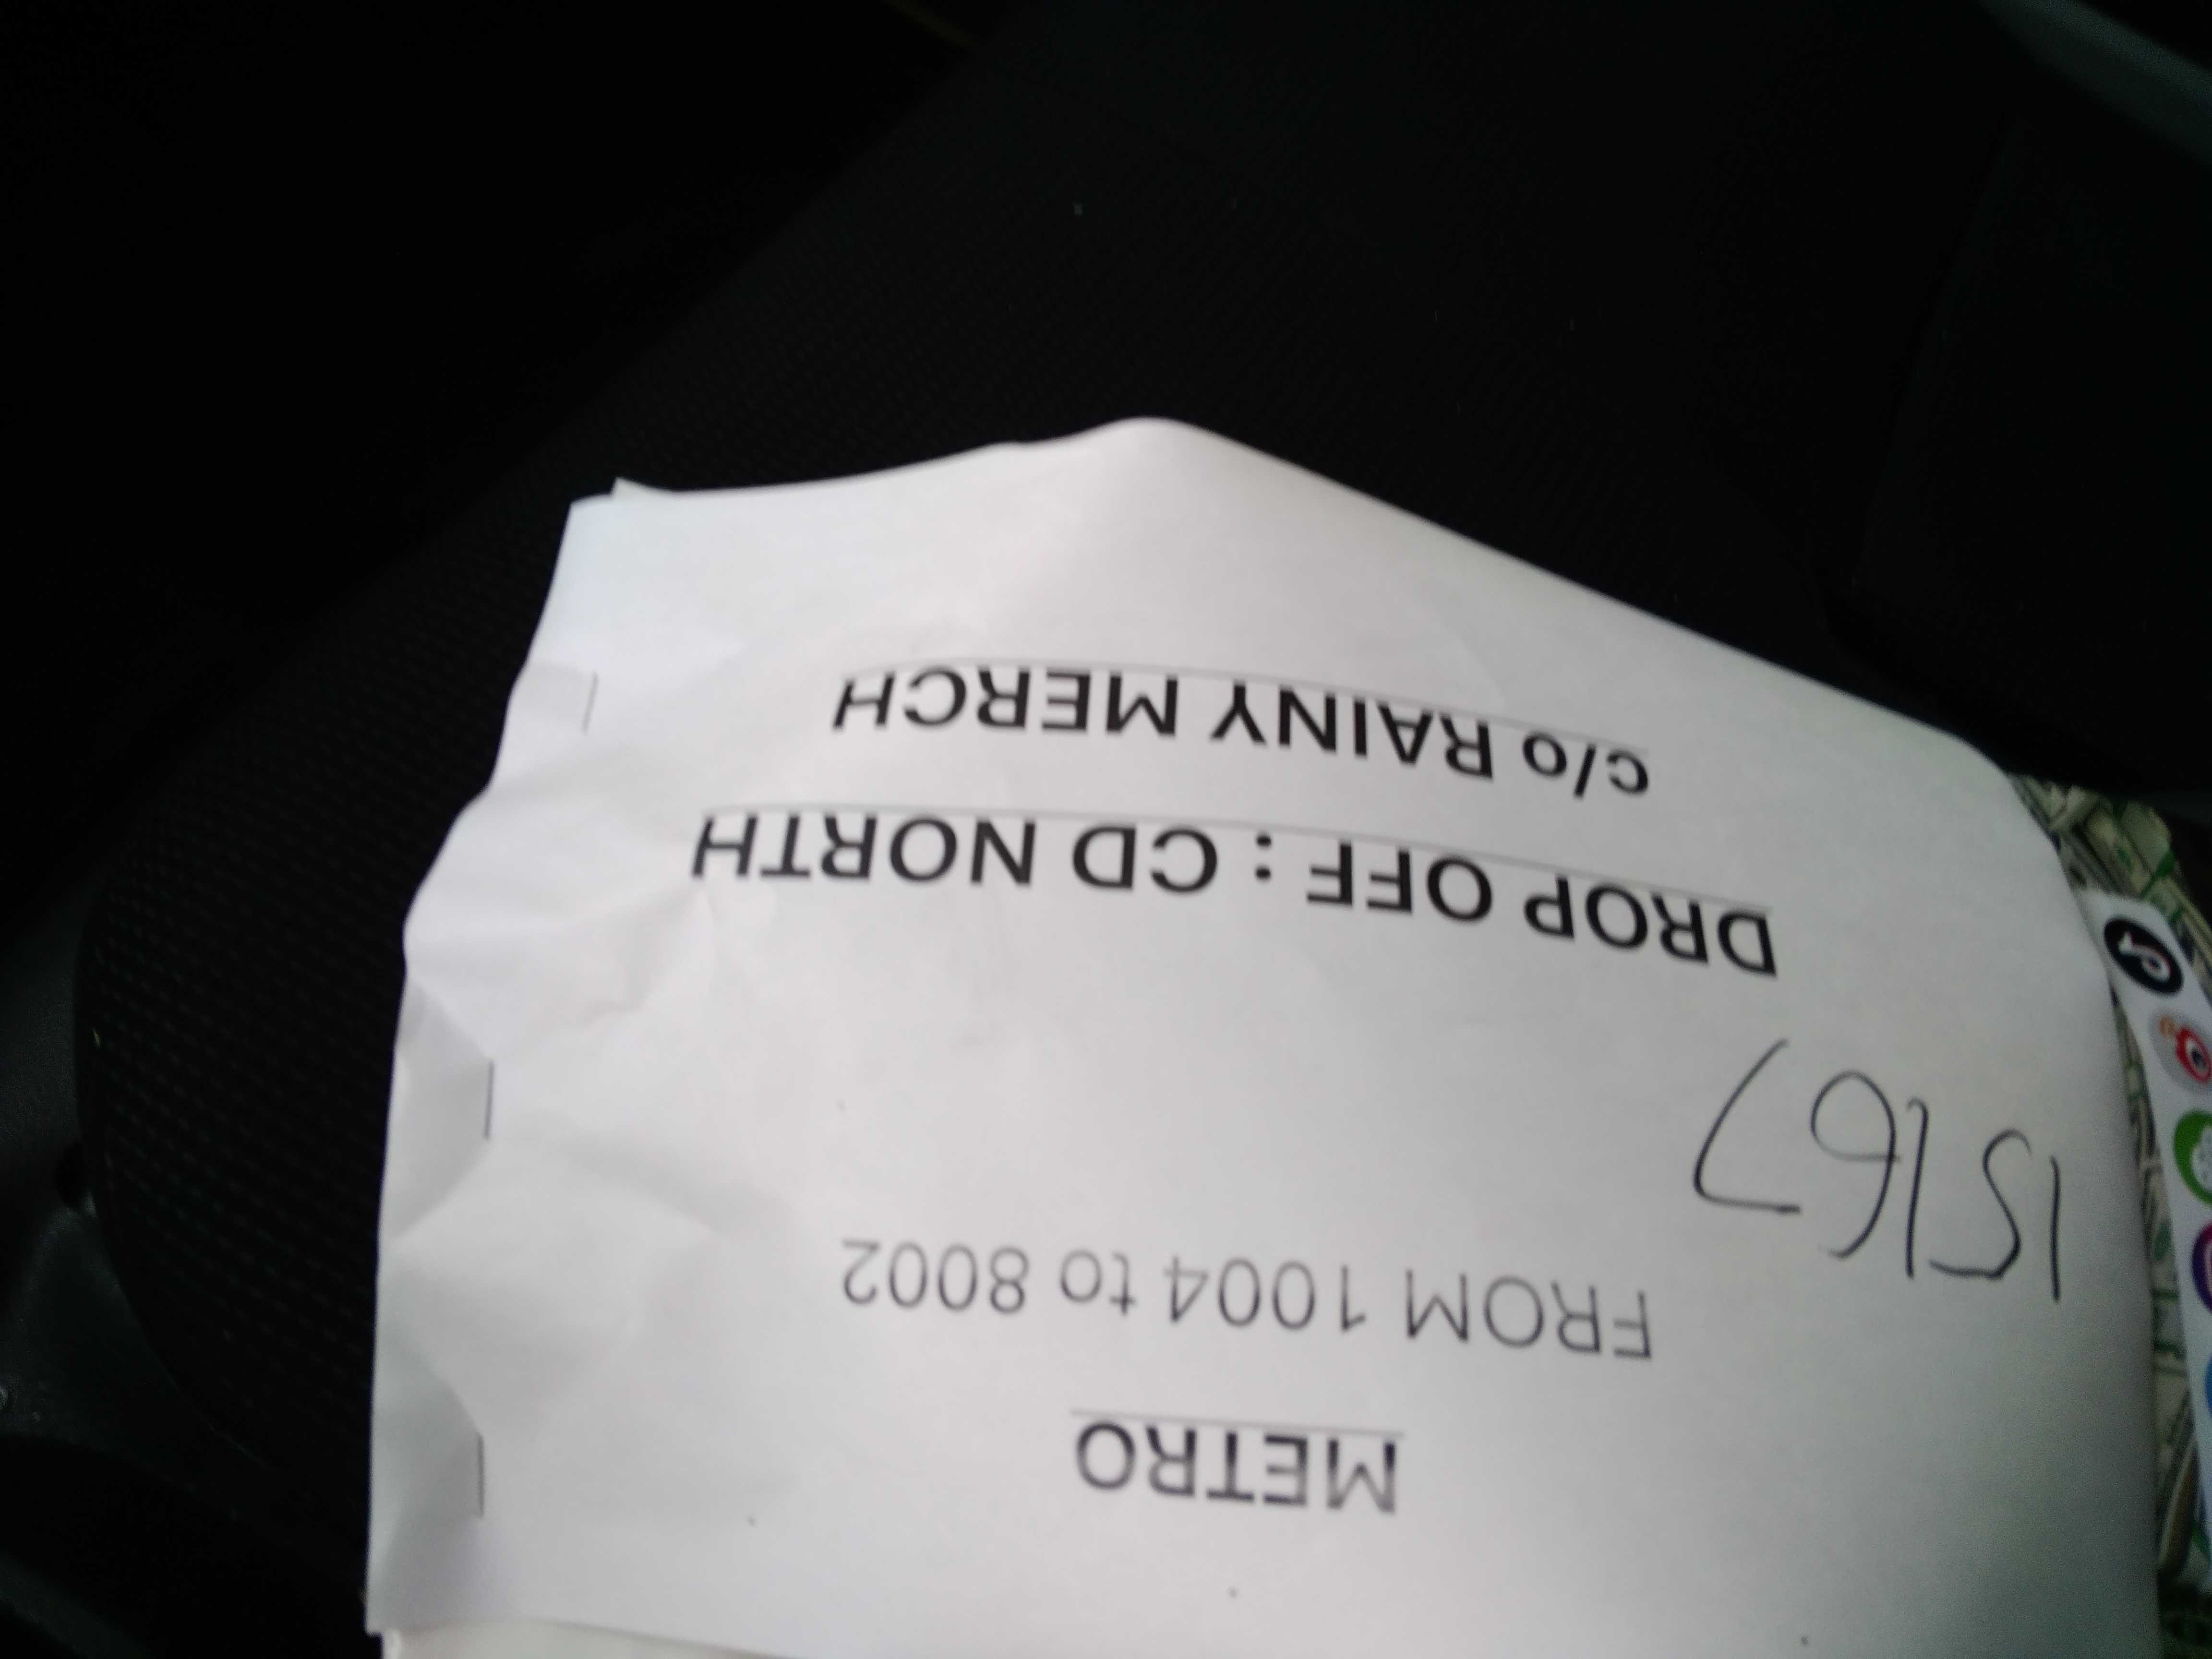 METRO
FROM 1004 to 8002
15167
DROP OFF : CD NORTH
c/o RAINY MERCH